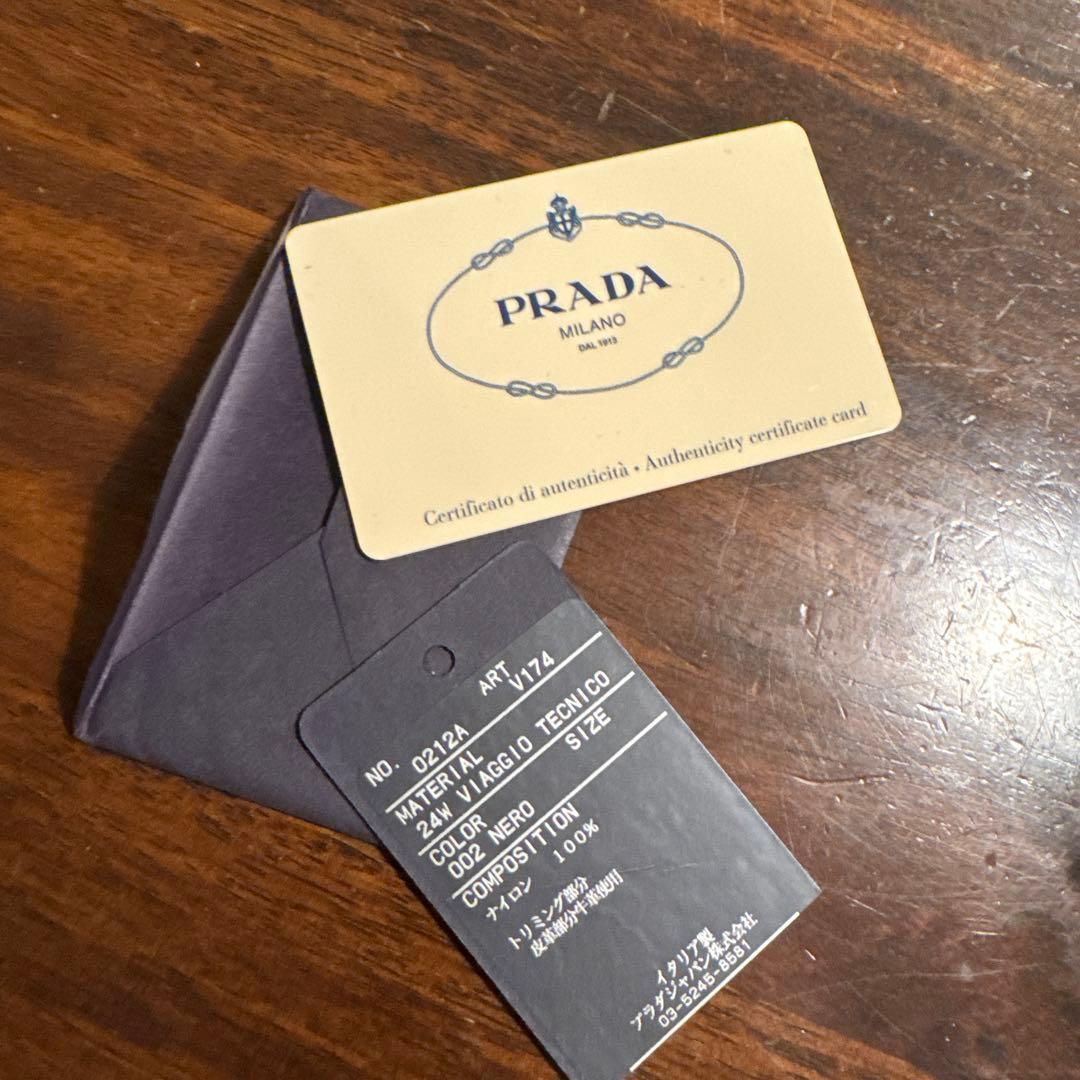 PRADA
MILANO
DAL 1913
Certificato di autenticità • Authenticity certificate card
ART
NO. 0212A V174
MATERIAL
24W VIAGGIO TECNICO
COLOR SIZE
002 NERO
COMPOSITION
ナイロン 100%
トリミング部分
皮革部分牛革使用
イタリア製
プラダジャパン株式会社
03-5245-8581